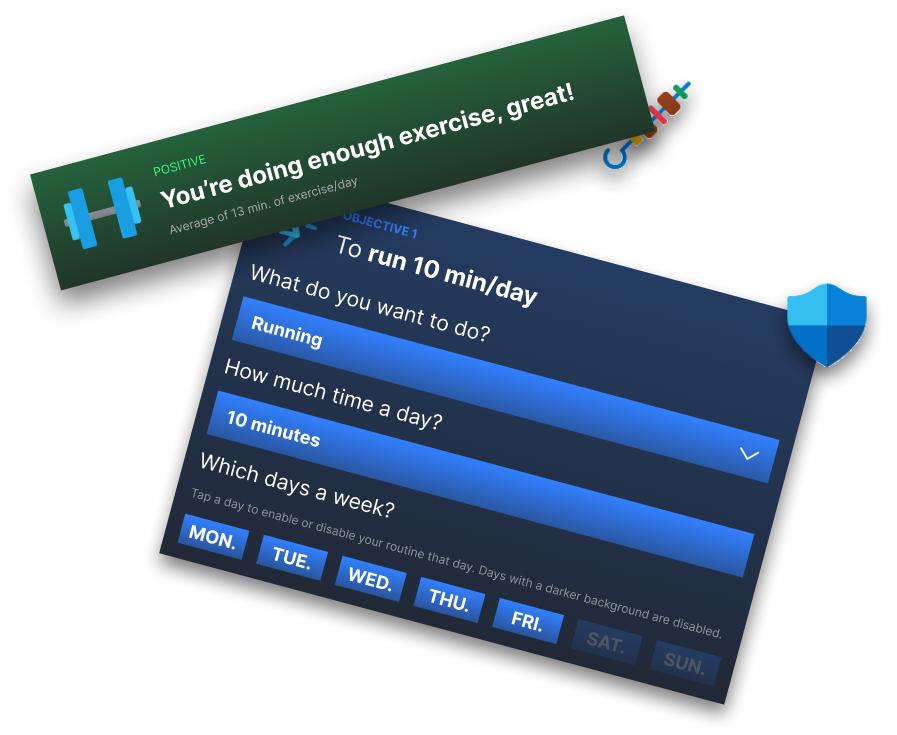 POSITIVE
You’re doing enough exercise, great!
Average of 13 min. of exercise/day
OBJECTIVE 1
To run 10 min/day
What do you want to do?
Running
How much time a day?
10 minutes
Which days a week?
Tap a day to enable or disable your routine that day. Days with a darker background are disabled.
MON. TUE. WED. THU. FRI. SAT. SUN.